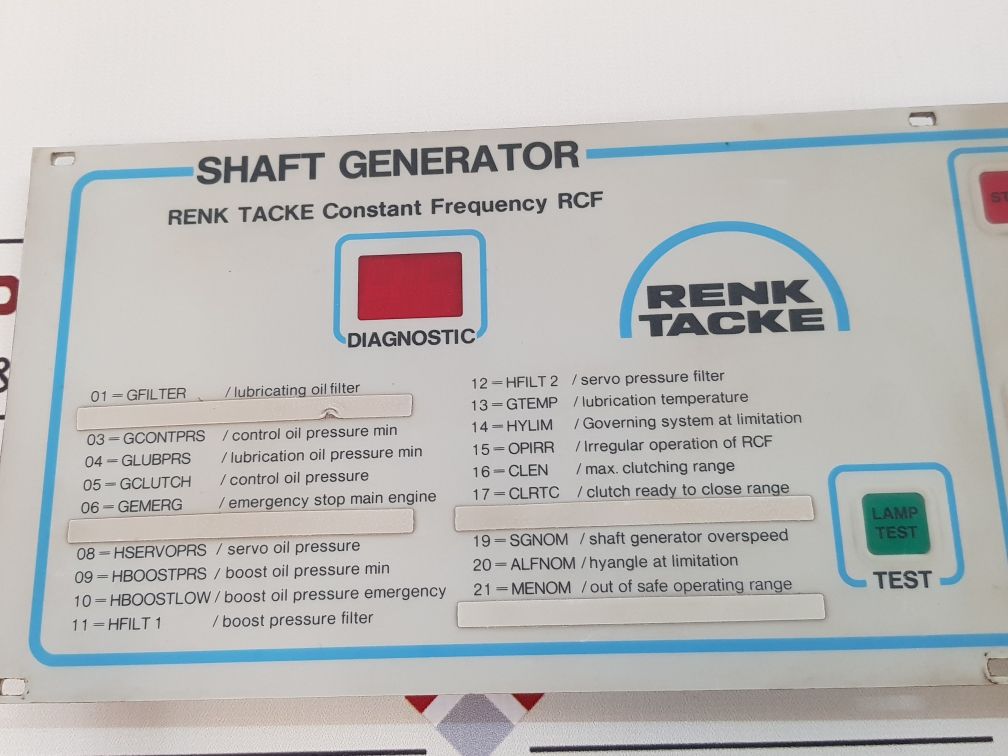 SHAFT GENERATOR
RENK TACKE Constant Frequency RCF
DIAGNOSTIC
RENK
TACKE
01 = GFILTER / lubricating oil filter
03 = GCONTPRS / control oil pressure min
04 = GLUBPRS / lubrication oil pressure min
05 = GCLUTCH / control oil pressure
06 = GEMERG / emergency stop main engine
08 = HSERVOPRS / servo oil pressure
09 = HBOOSTPRS / boost oil pressure min
10 = HBOOSTLOW / boost oil pressure emergency
11 = HFILT 1 / boost pressure filter
12 = HFILT 2 / servo pressure filter
13 = GTEMP / lubrication temperature
14 = HYLIM / Governing system at limitation
15 = OPIRR / Irregular operation of RCF
16 = CLEN / max. clutching range
17 = CLRTC / clutch ready to close range
19 = SGNOM / shaft generator overspeed
20 = ALFNOM / hyangle at limitation
21 = MENOM / out of safe operating range
LAMP
TEST
TEST
ST
&